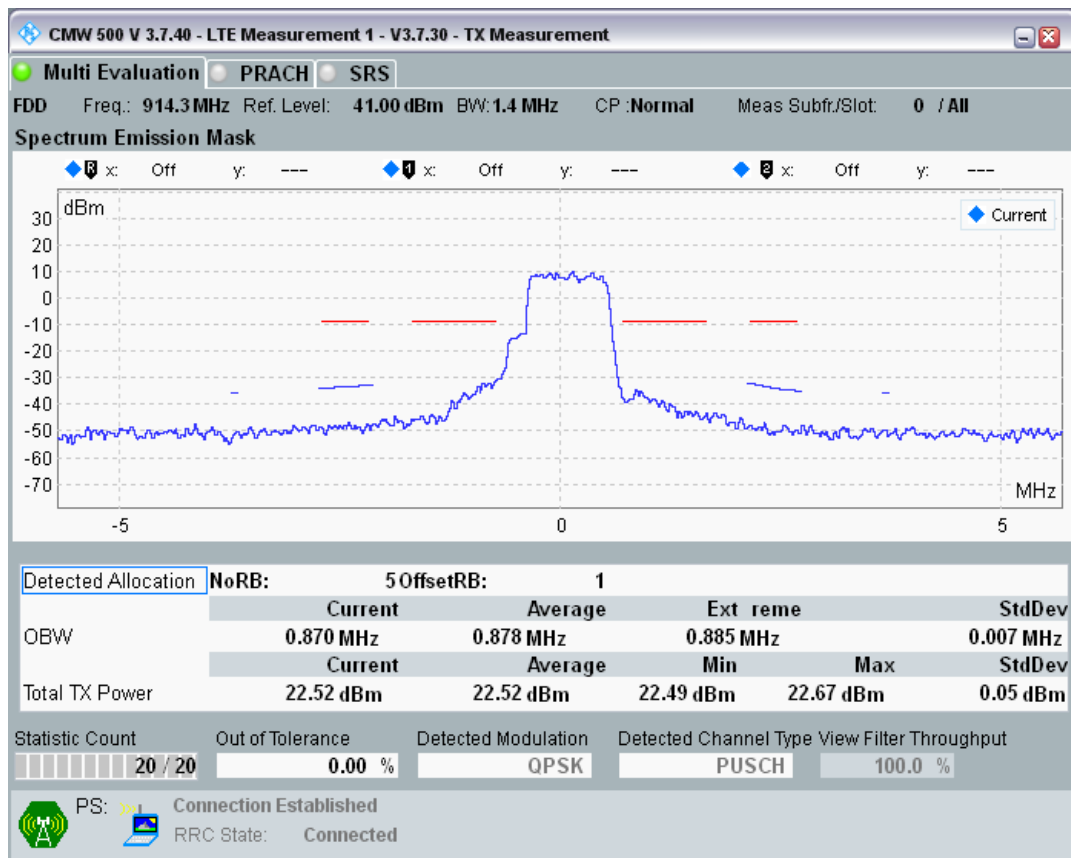 CMW 500 V 3.7.40 - LTE Measurement 1 - V3.7.30 - TX Measurement
Multi Evaluation PRACH SRS
FDD Freq.: 914.3 MHz Ref. Level: 41.00 dBm BW: 1.4 MHz CP :Normal Meas Subfr./Slot: 0 / All
Spectrum Emission Mask
R x: Off y: --- 1 x: Off y: --- 2 x: Off y: ---
dBm
Current
30
20
10
0
-10
-20
-30
-40
-50
-60
-70
MHz
-5 0 5
Detected Allocation NoRB: 5 OffsetRB: 1
Current Average Ext reme StdDev
OBW 0.870 MHz 0.878 MHz 0.885 MHz 0.007 MHz
Current Average Min Max StdDev
Total TX Power 22.52 dBm 22.52 dBm 22.49 dBm 22.67 dBm 0.05 dBm
Statistic Count Out of Tolerance Detected Modulation Detected Channel Type View Filter Throughput
20 / 20 0.00 % QPSK PUSCH 100.0 %
PS: Connection Established
RRC State: Connected